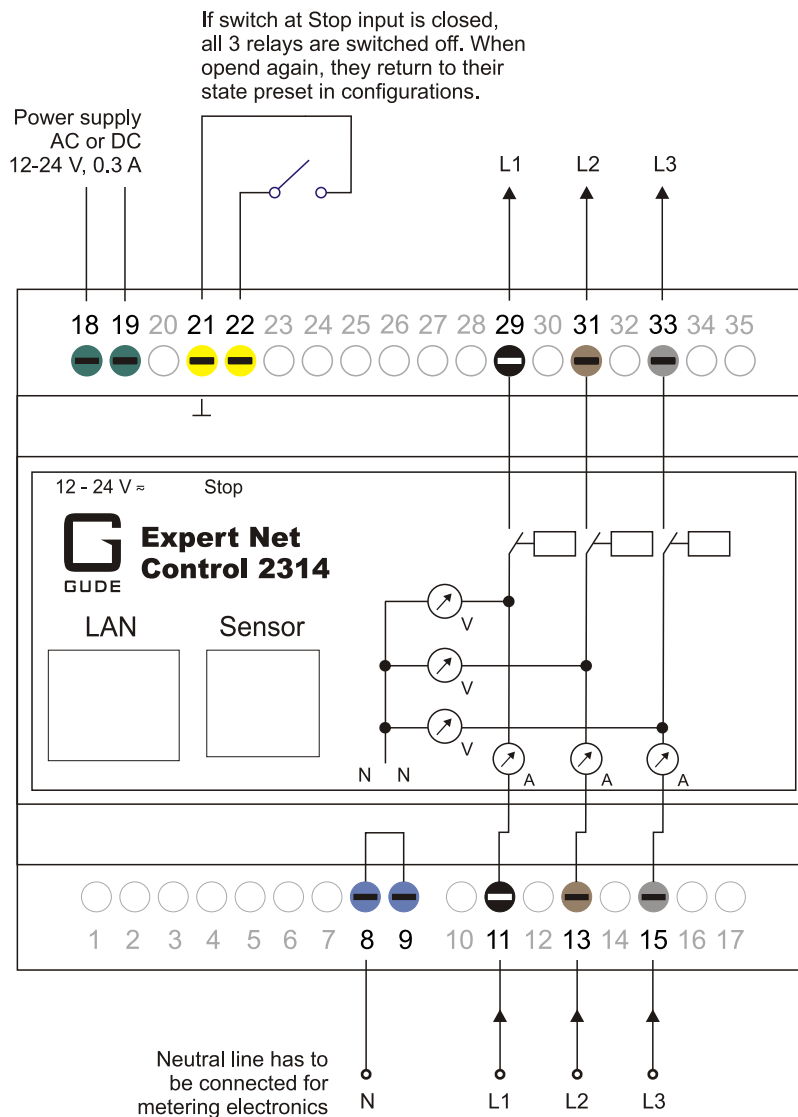 If switch at Stop input is closed,
all 3 relays are switched off. When
opend again, they return to their
state preset in configurations.
Power supply
AC or DC
12-24 V, 0.3 A
L1 L2 L3
18 19 20 21 22 23 24 25 26 27 28 29 30 31 32 33 34 35
12 - 24 V ≂ Stop
GUDE
Expert Net
Control 2314
LAN Sensor
V
V
V
N N
A A A
1 2 3 4 5 6 7 8 9 10 11 12 13 14 15 16 17
Neutral line has to
be connected for
metering electronics
N L1 L2 L3